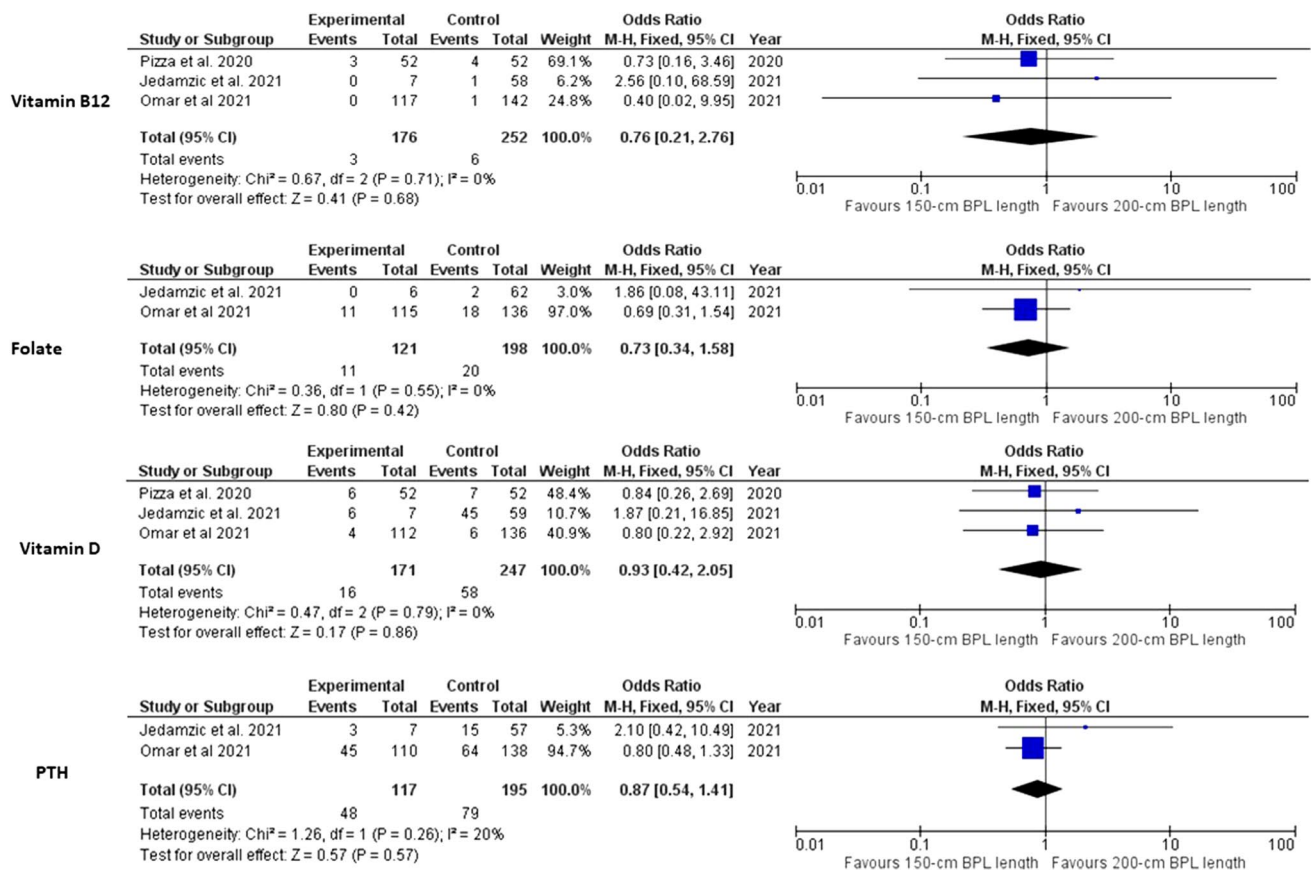 Experimental Control Odds Ratio Odds Ratio
Study or Subgroup Events Total Events Total Weight M-H, Fixed, 95% CI Year M-H, Fixed, 95% CI
Pizza et al. 2020 3 52 4 52 69.1% 0.73 [0.16, 3.46] 2020
Jedamzic et al. 2021 0 7 1 58 6.2% 2.56 [0.10, 68.59] 2021
Vitamin B12
Omar et al 2021 0 117 1 142 24.8% 0.40 [0.02, 9.95] 2021
Total (95% CI) 176 252 100.0% 0.76 [0.21, 2.76]
Total events 3 6
Heterogeneity: Chi² = 0.67, df = 2 (P = 0.71); I² = 0%
0.01 0.1 1 10 100
Test for overall effect: Z = 0.41 (P = 0.68)
Favours 150-cm BPL length Favours 200-cm BPL length
Experimental Control Odds Ratio Odds Ratio
Study or Subgroup Events Total Events Total Weight M-H, Fixed, 95% CI Year M-H, Fixed, 95% CI
Jedamzic et al. 2021 0 6 2 62 3.0% 1.86 [0.08, 43.11] 2021
Omar et al 2021 11 115 18 136 97.0% 0.69 [0.31, 1.54] 2021
Folate
Total (95% CI) 121 198 100.0% 0.73 [0.34, 1.58]
Total events 11 20
Heterogeneity: Chi² = 0.36, df = 1 (P = 0.55); I² = 0%
0.01 0.1 1 10 100
Test for overall effect: Z = 0.80 (P = 0.42)
Favours 150-cm BPL length Favours 200-cm BPL length
Experimental Control Odds Ratio Odds Ratio
Study or Subgroup Events Total Events Total Weight M-H, Fixed, 95% CI Year M-H, Fixed, 95% CI
Pizza et al. 2020 6 52 7 52 48.4% 0.84 [0.26, 2.69] 2020
Jedamzic et al. 2021 6 7 45 59 10.7% 1.87 [0.21, 16.85] 2021
Omar et al 2021 4 112 6 136 40.9% 0.80 [0.22, 2.92] 2021
Vitamin D
Total (95% CI) 171 247 100.0% 0.93 [0.42, 2.05]
Total events 16 58
Heterogeneity: Chi² = 0.47, df = 2 (P = 0.79); I² = 0%
0.01 0.1 1 10 100
Test for overall effect: Z = 0.17 (P = 0.86)
Favours 150-cm BPL length Favours 200-cm BPL length
Experimental Control Odds Ratio Odds Ratio
Study or Subgroup Events Total Events Total Weight M-H, Fixed, 95% CI Year M-H, Fixed, 95% CI
Jedamzic et al. 2021 3 7 15 57 5.3% 2.10 [0.42, 10.49] 2021
Omar et al 2021 45 110 64 138 94.7% 0.80 [0.48, 1.33] 2021
PTH
Total (95% CI) 117 195 100.0% 0.87 [0.54, 1.41]
Total events 48 79
Heterogeneity: Chi² = 1.26, df = 1 (P = 0.26); I² = 20%
0.01 0.1 1 10 100
Test for overall effect: Z = 0.57 (P = 0.57)
Favours 150-cm BPL length Favours 200-cm BPL length